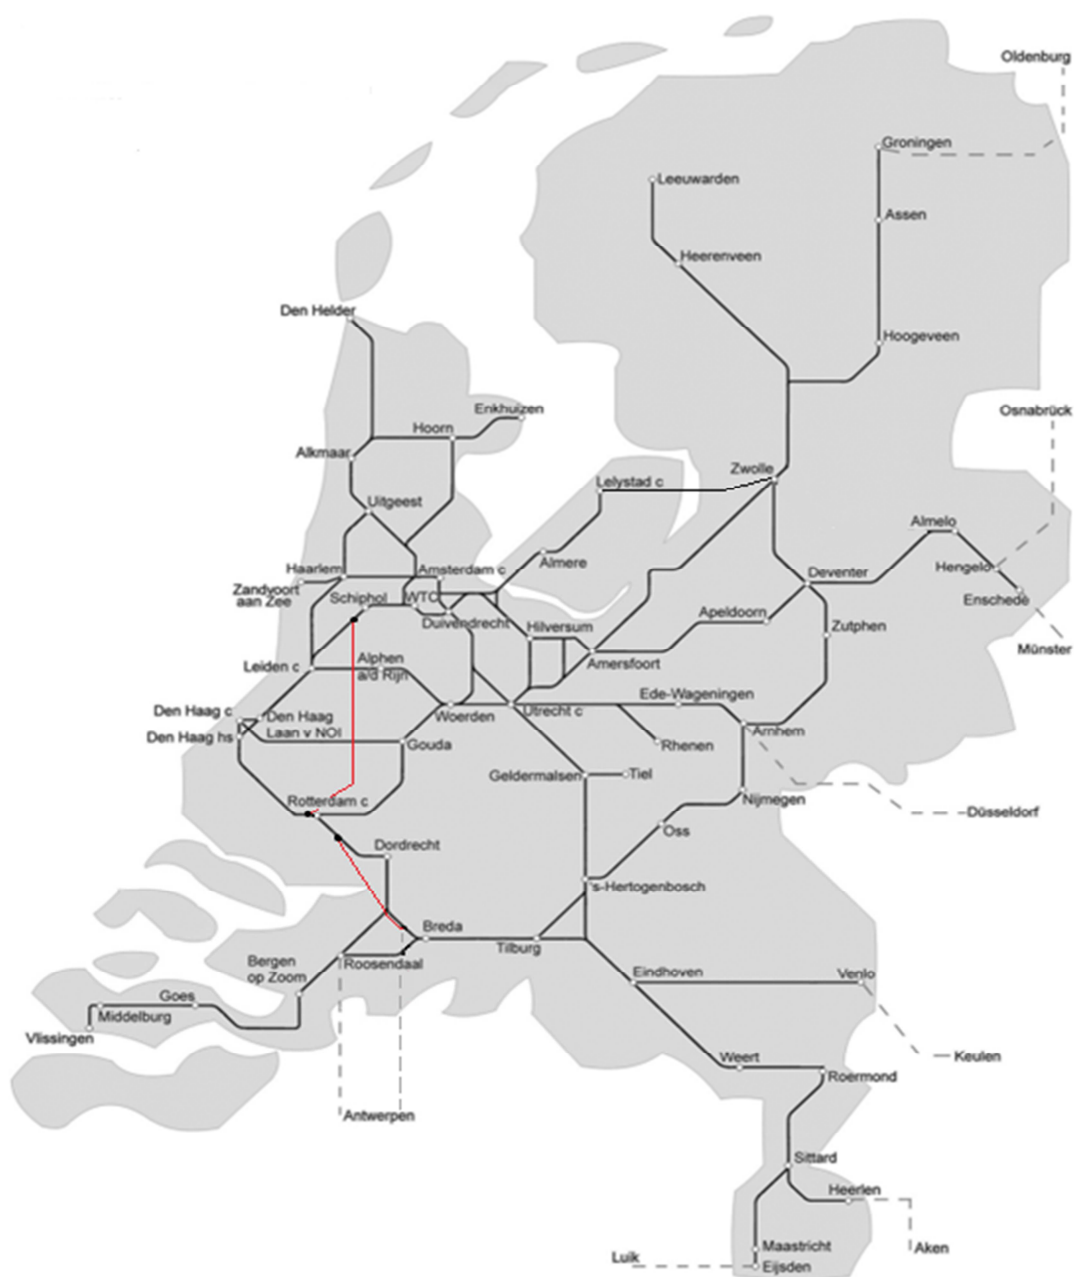 Oldenburg
Groningen
Leeuwarden
Assen
Heerenveen
Den Helder
Hoogeveen
Enkhuizen
Osnabrück
Hoorn
Alkmaar
Zwolle
Lelystad c
Uitgeest
Almelo
Almere
Haarlem
Amsterdam c
Hengelo
Deventer
Zandvoort
aan Zee
Schiphol
WTC
Enschede
Apeldoorn
Duivendrecht
Hilversum
Zutphen
Münster
Leiden c
Alphen
a/d Rijn
Amersfoort
Ede-Wageningen
Den Haag c
Den Haag
Laan v NOI
Woerden
Utrecht c
Den Haag hs
Gouda
Rhenen
Arnhem
Geldermalsen
Tiel
Rotterdam c
Nijmegen
Düsseldorf
Oss
Dordrecht
's-Hertogenbosch
Breda
Tilburg
Bergen
op Zoom
Roosendaal
Eindhoven
Venlo
Goes
Middelburg
Vlissingen
Keulen
Weert
Roermond
Antwerpen
Sittard
Heerlen
Maastricht
Aken
Luik
Eijsden